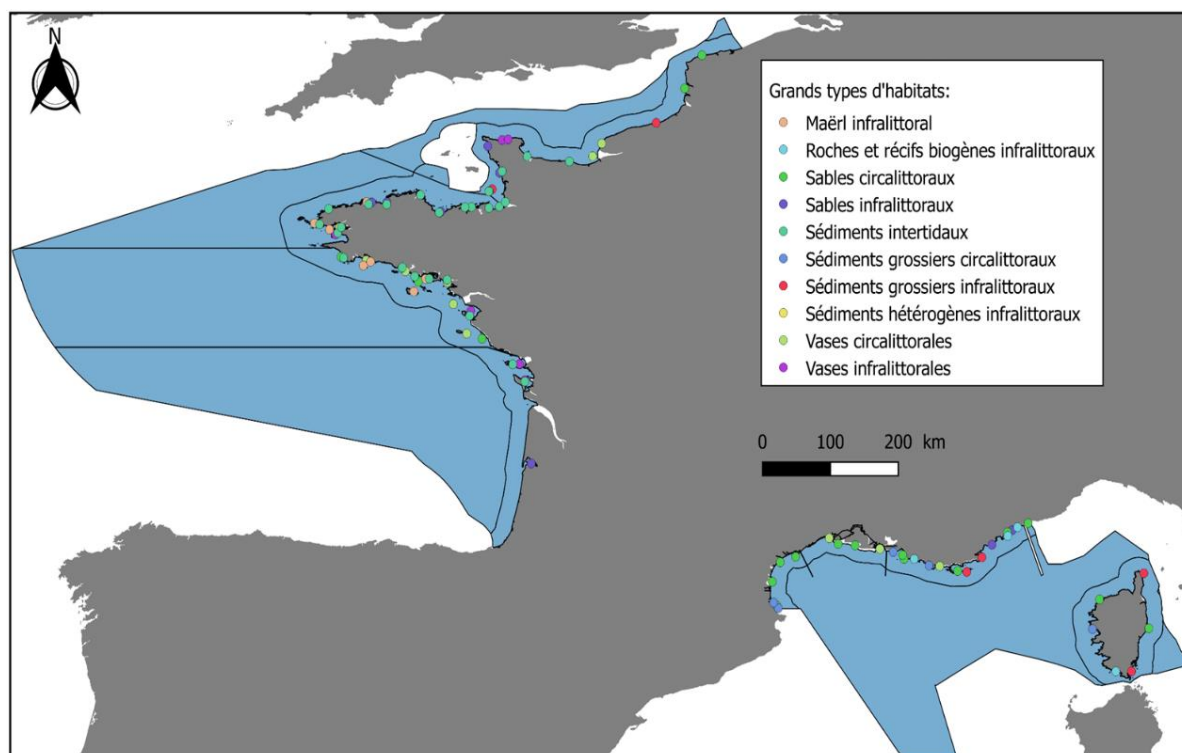 N
Grands types d'habitats:
Maërl infralittoral
Roches et récifs biogènes infralittoraux
Sables circalittoraux
Sables infralittoraux
Sédiments intertidaux
Sédiments grossiers circalittoraux
Sédiments grossiers infralittoraux
Sédiments hétérogènes infralittoraux
Vases circalittorales
Vases infralittorales
0 100 200 km